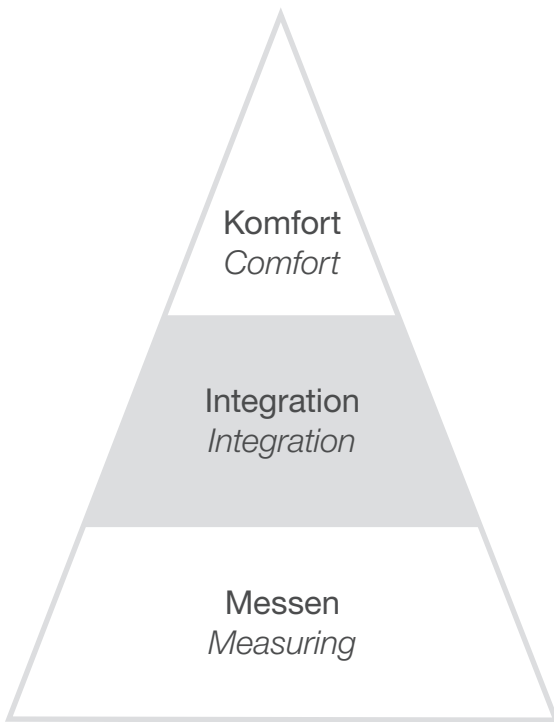 Komfort
Comfort
Integration
Integration
Messen
Measuring